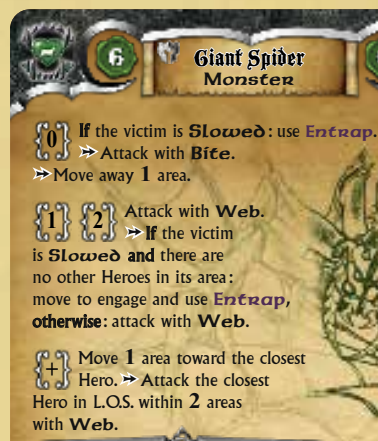 6
Giant Spider
Monster
{0} If the victim is Slowed: use Entrap.
➳ Attack with Bite.
➳ Move away 1 area.
{1} {2} Attack with Web.
➳ If the victim
is Slowed and there are
no other Heroes in its area:
move to engage and use Entrap,
otherwise: attack with Web.
{+} Move 1 area toward the closest
Hero. ➳ Attack the closest
Hero in L.O.S. within 2 areas
with Web.